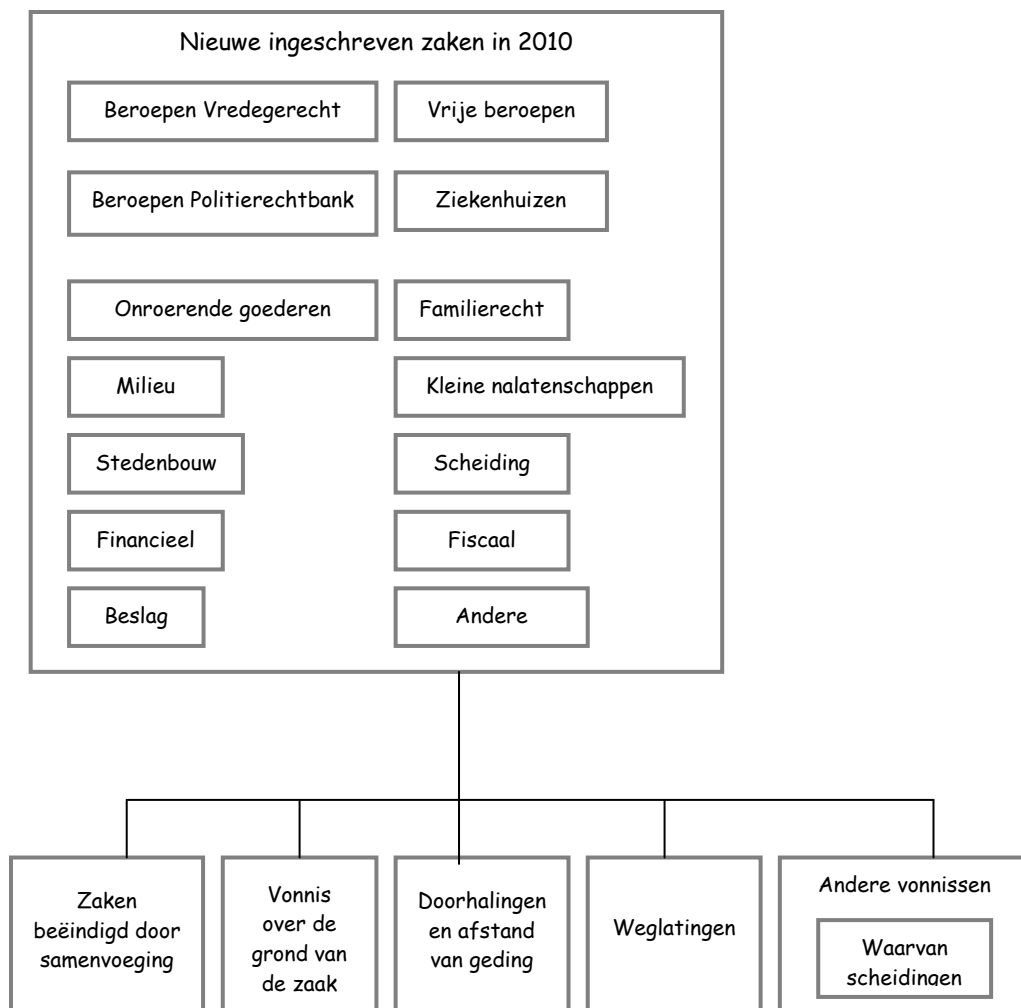 Nieuwe ingeschreven zaken in 2010
Beroepen Vredegerecht
Vrije beroepen
Beroepen Politierechtbank
Ziekenhuizen
Onroerende goederen
Familierecht
Milieu
Kleine nalatenschappen
Stedenbouw
Scheiding
Financieel
Fiscaal
Beslag
Andere
Zaken
beëindigd door
samenvoeging
Vonnis
over de
grond van
de zaak
Doorhalingen
en afstand
van geding
Weglatingen
Andere vonnissen
Waarvan
scheidingen